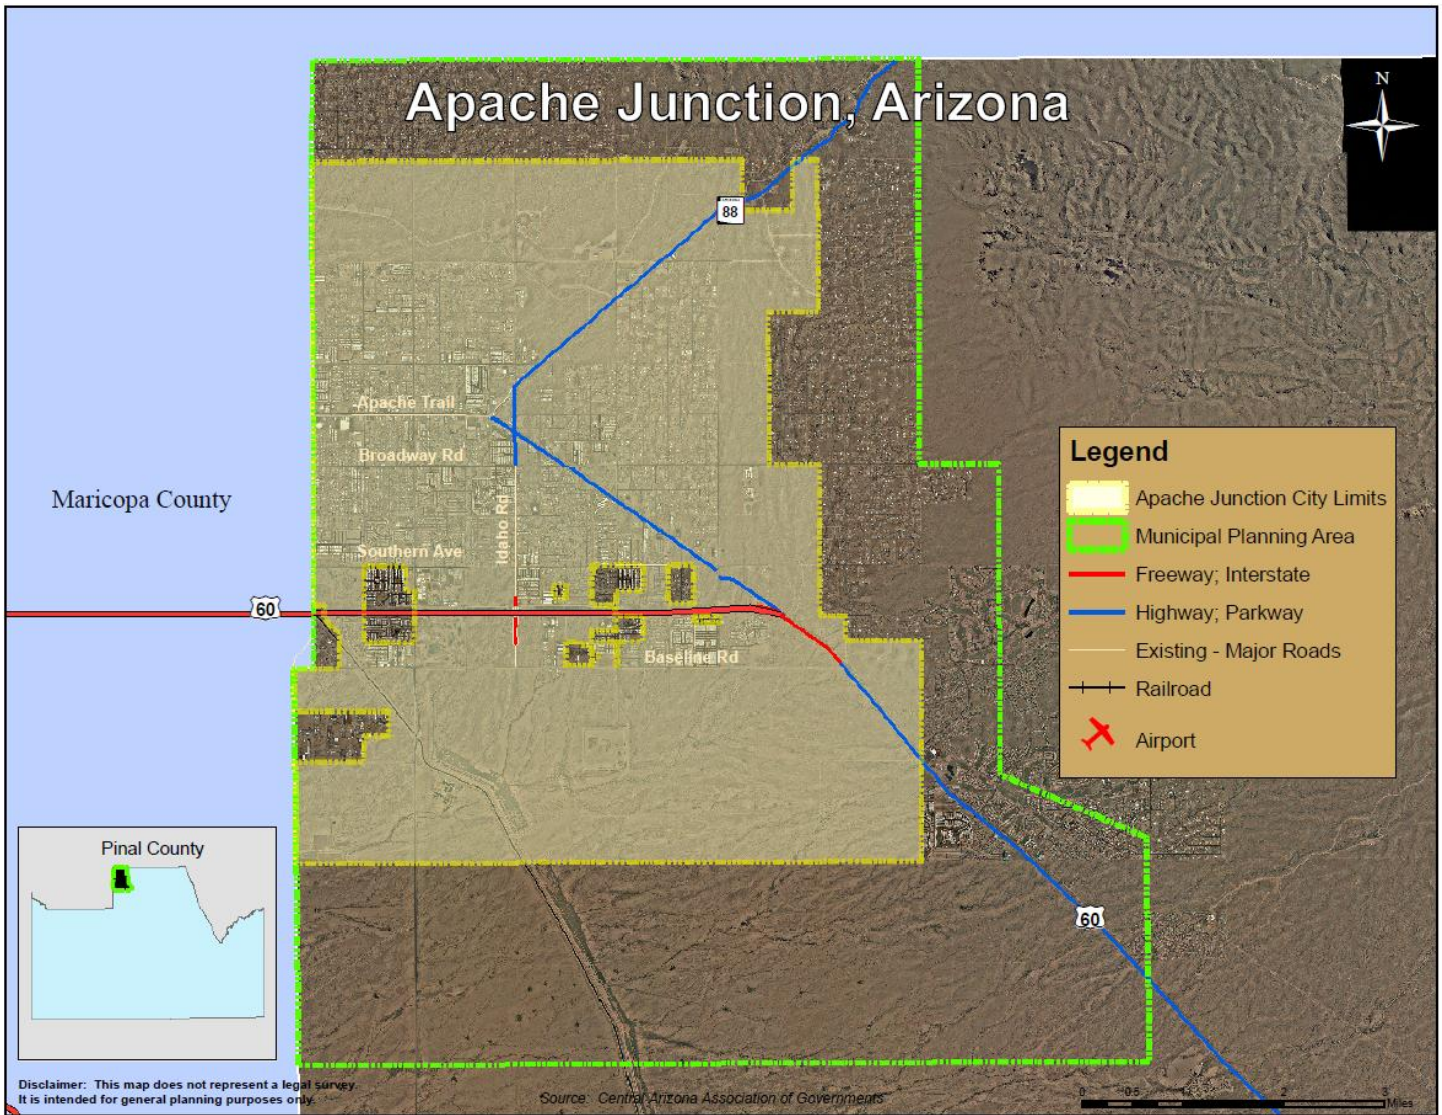 Apache Junction, Arizona
N
88
Apache Trail
Broadway Rd
Idaho Rd
Southern Ave
Maricopa County
60
Baseline Rd
Legend
Apache Junction City Limits
Municipal Planning Area
Freeway; Interstate
Highway; Parkway
Existing - Major Roads
Railroad
Airport
Pinal County
60
Disclaimer: This map does not represent a legal survey.
It is intended for general planning purposes only.
Source: Central Arizona Association of Governments
0 0.5 1 2 3
Miles